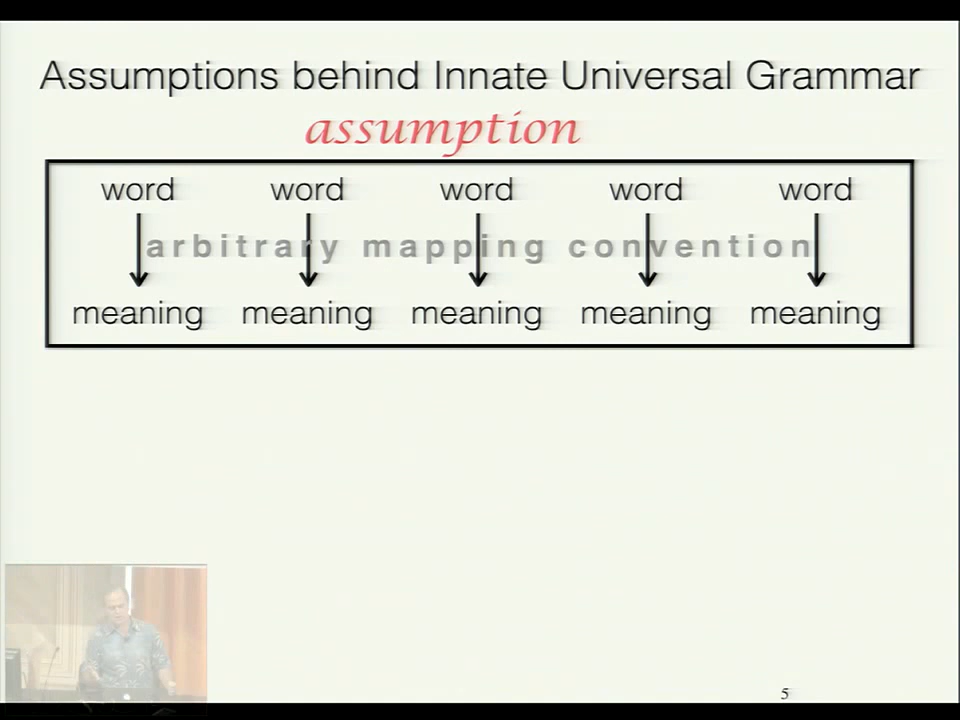 Assumptions behind Innate Universal Grammar
assumption
word word word word word
arbitrary mapping convention
meaning meaning meaning meaning meaning
5